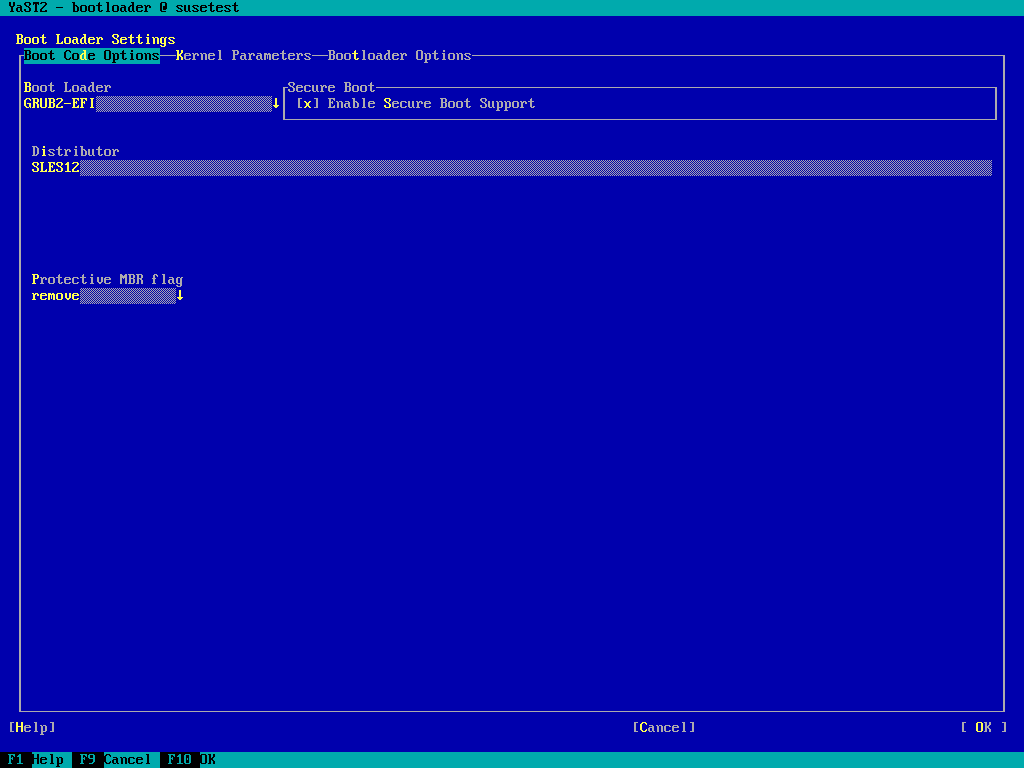 YaST2 - bootloader @ susetest
Boot Loader Settings
Boot Code Options Kernel Parameters Bootloader Options
Boot Loader
GRUB2-EFI ↓
Secure Boot
[x] Enable Secure Boot Support
Distributor
SLES12
Protective MBR flag
remove ↓
[Help] [Cancel] [ OK ]
F1 Help F9 Cancel F10 OK